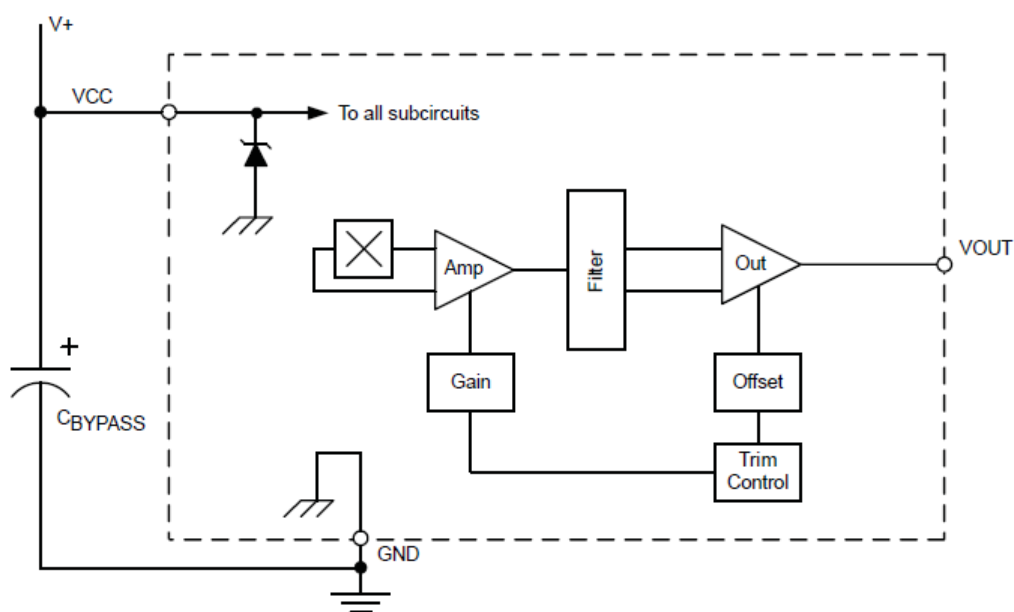 V+
VCC
To all subcircuits
Amp
Filter
Out
VOUT
Gain
Offset
CBYPASS
Trim
Control
GND